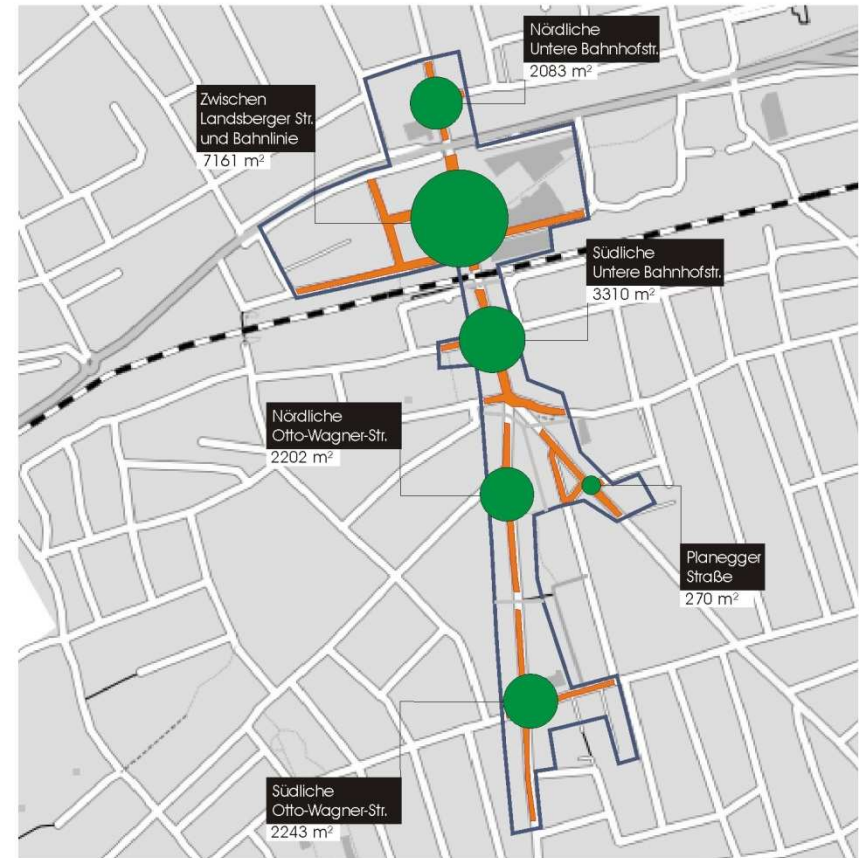 Nördliche
Untere Bahnhofstr.
2083 m²
Zwischen
Landsberger Str.
und Bahnlinie
7161 m²
Südliche
Untere Bahnhofstr.
3310 m²
Nördliche
Otto-Wagner-Str.
2202 m²
Planegger
Straße
270 m²
Südliche
Otto-Wagner-Str.
2243 m²